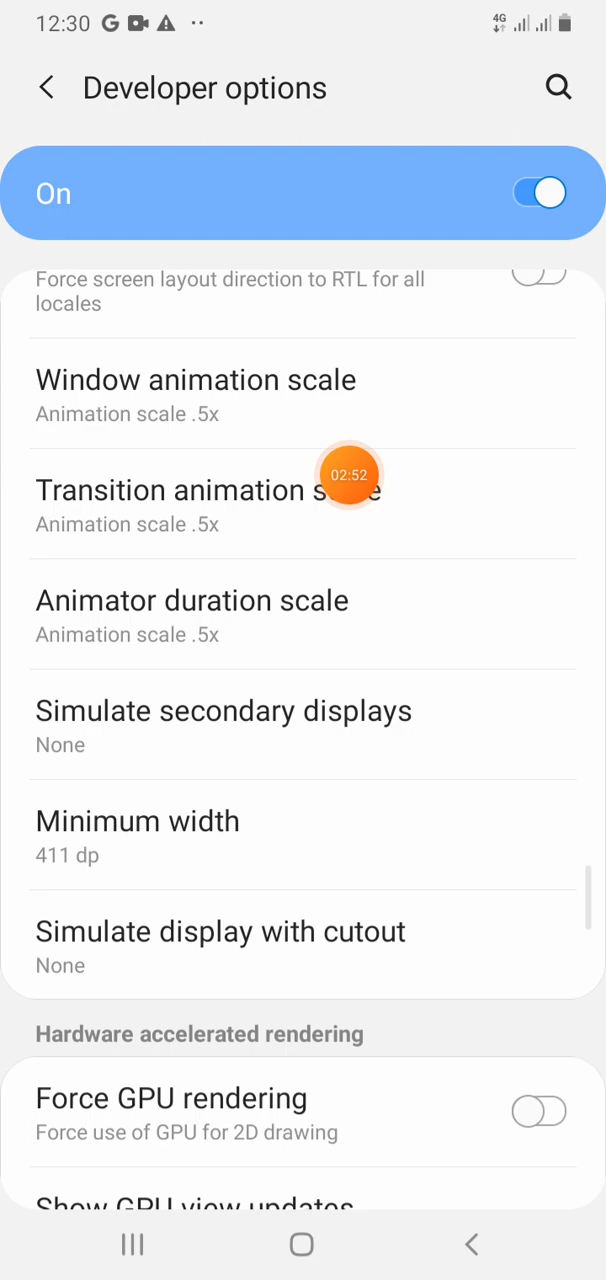 12:30 G
4G
Developer options
On
Force screen layout direction to RTL for all
locales
Window animation scale
Animation scale .5x
02:52
Transition animation s e
Animation scale .5x
Animator duration scale
Animation scale .5x
Simulate secondary displays
None
Minimum width
411 dp
Simulate display with cutout
None
Hardware accelerated rendering
Force GPU rendering
Force use of GPU for 2D drawing
Show GPU view updates